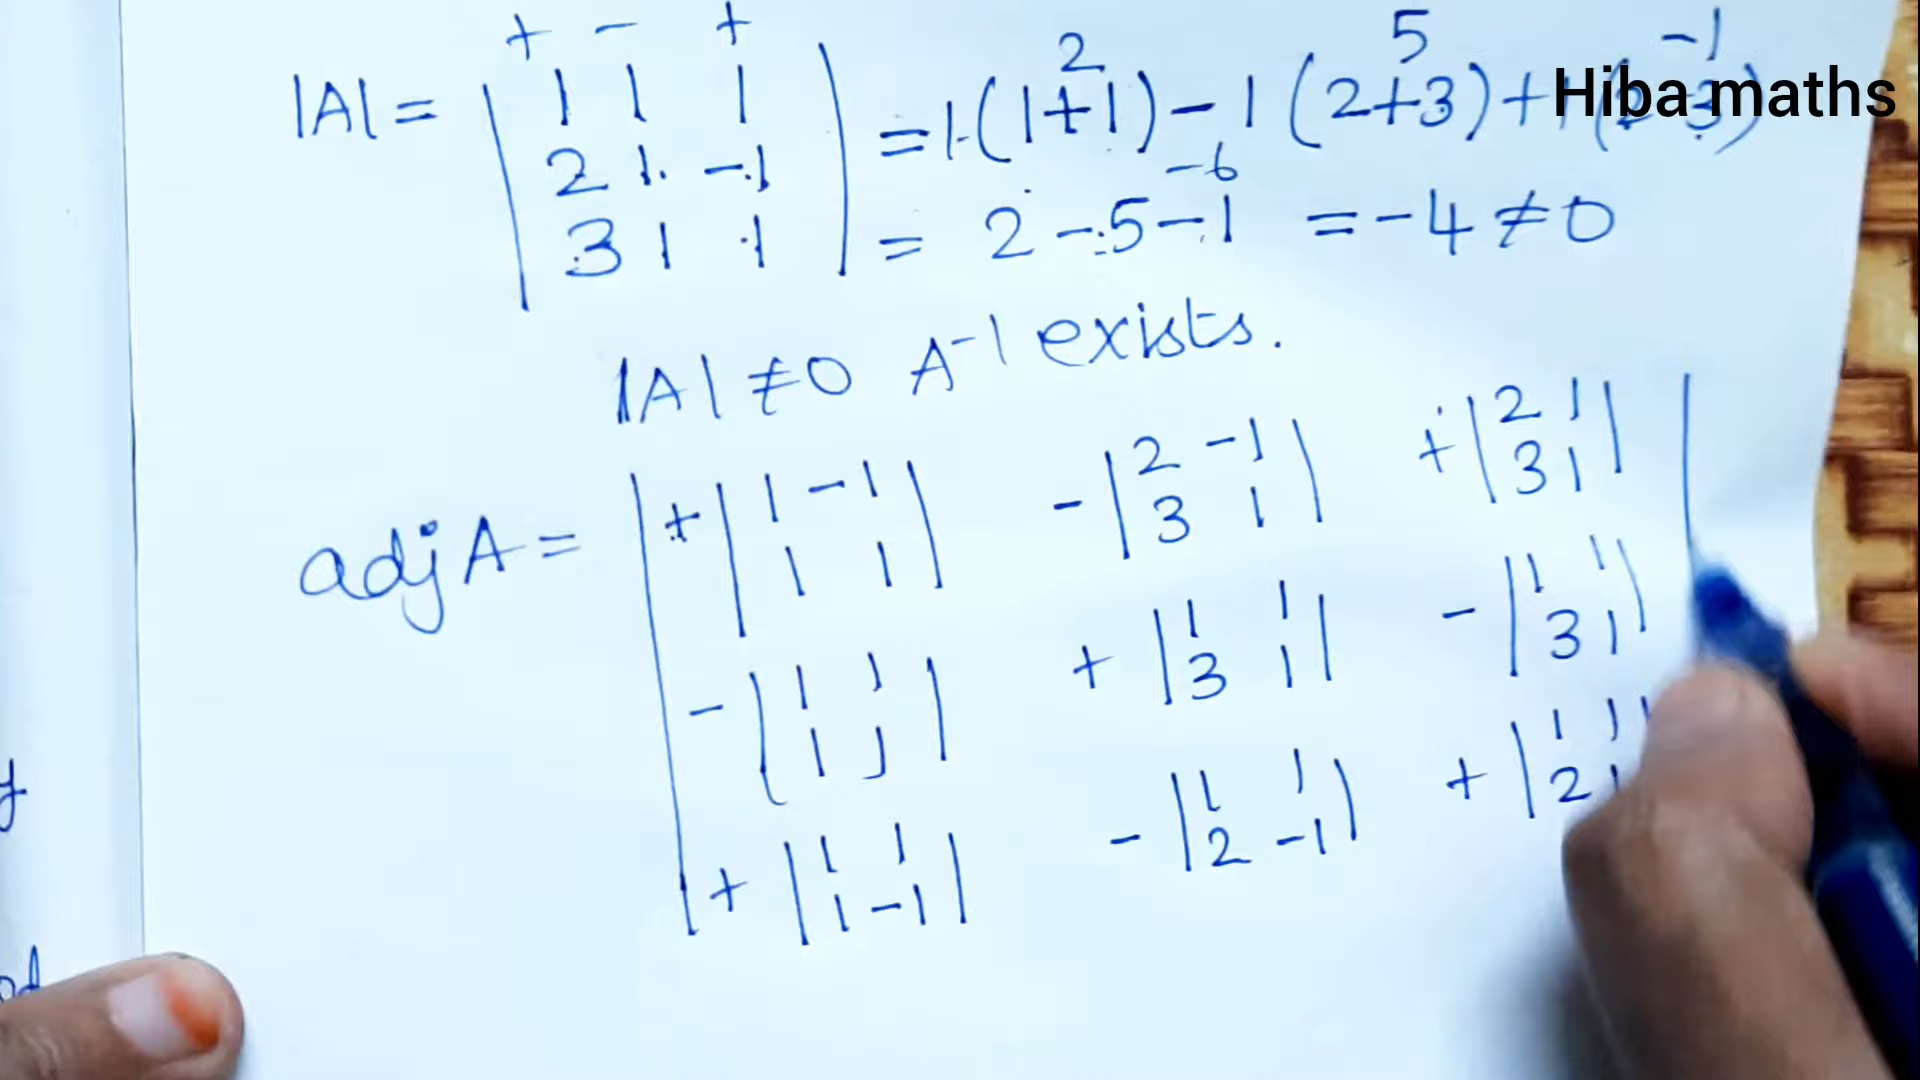 + - +
|A| = | 1 1 1 | = 1·(1+1) - 1 (2+3) + 1 (2-3)
2 5 -1
Hiba maths
| 2 1 -1 |
| 3 1 1 | = 2 - 5 - 1 = -4 ≠ 0
-6
|A| ≠ 0 A⁻¹ exists.
adj A = | + | 1 -1 | - | 2 -1 | + | 2 1 | |
| 1 1 | | 3 1 | | 3 1 |
- | 1 1 | + | 1 1 | - | 1 1 |
| 1 1 | | 3 1 | | 3 1 |
+ | 1 1 | - | 1 1 | + | 1 1 |
| 1 -1 | | 2 -1 | | 2 1